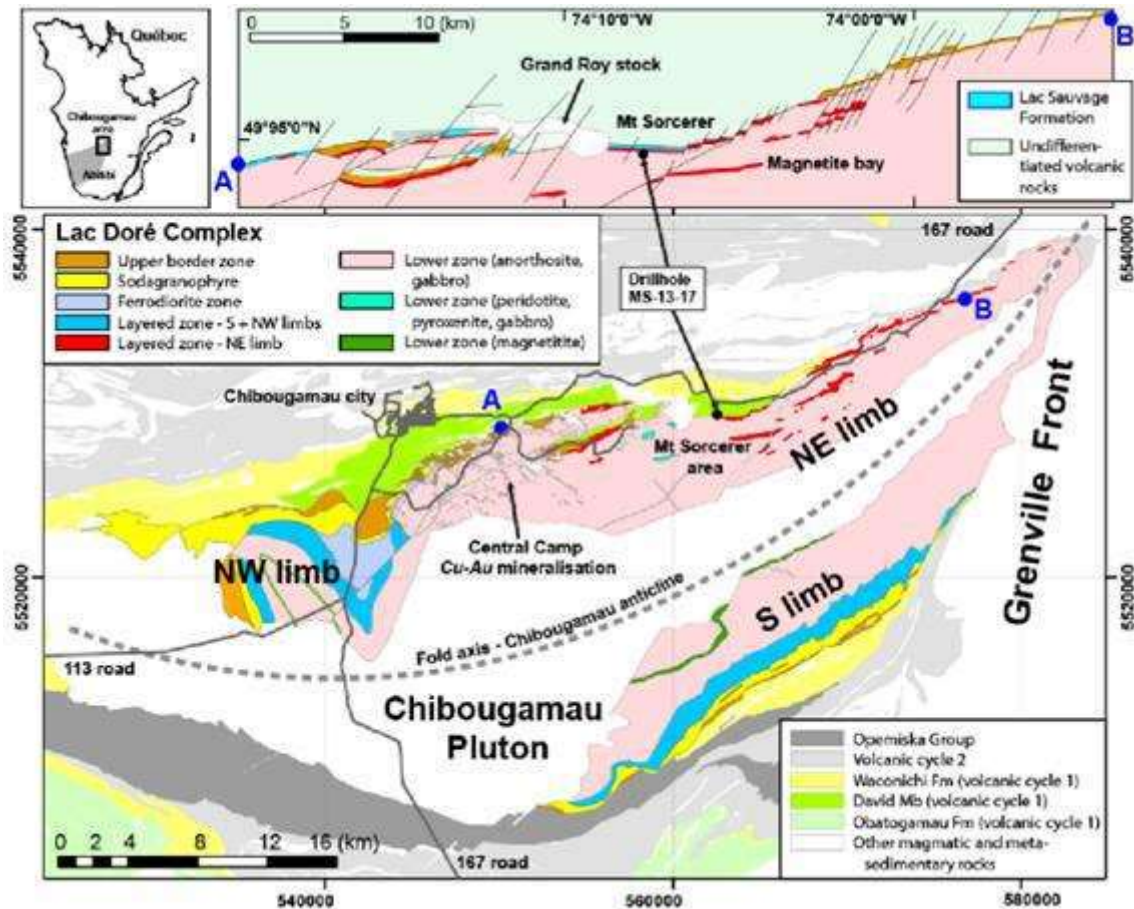 Québec
Chibougamau
area
Abitibi
0 5 10 (km)
74°10'0"W
74°00'0"W
B
Grand Roy stock
49°95'0"N
Mt Sorcerer
Magnetite bay
A
Lac Sauvage
Formation
Undifferen-
tiated volcanic
rocks
Lac Doré Complex
Upper border zone
Sodagranophyre
Ferrodiorite zone
Layered zone - S + NW limbs
Layered zone - NE limb
Lower zone (anorthosite,
gabbro)
Lower zone (peridotite,
pyroxenite, gabbro)
Lower zone (magnetitite)
Drillhole
MS-13-17
167 road
5540000
5540000
B
Chibougamau city
A
Mt Sorcerer
area
NE limb
Grenville Front
Central Camp
Cu-Au mineralisation
NW limb
S limb
5520000
5520000
Fold axis - Chibougamau anticline
113 road
Chibougamau
Pluton
Opemiska Group
Volcanic cycle 2
Waconichi Fm (volcanic cycle 1)
David Mb (volcanic cycle 1)
Obatogamau Fm (volcanic cycle 1)
Other magmatic and meta-
sedimentary rocks
0 2 4 8 12 16 (km)
167 road
540000
560000
580000